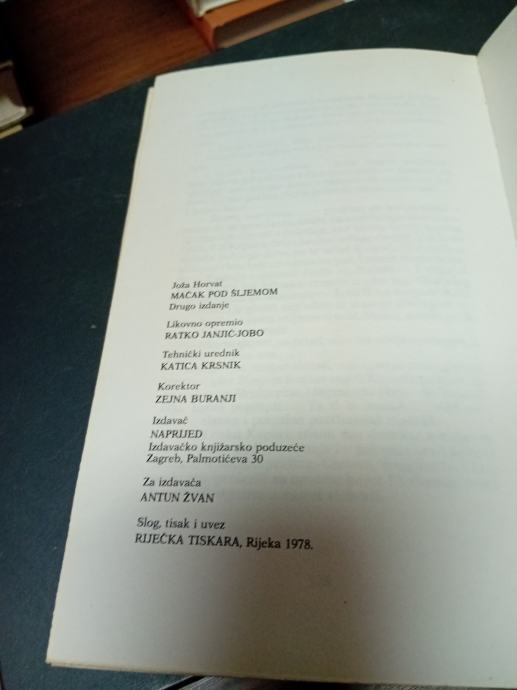 Joža Horvat
MAČAK POD ŠLJEMOM
Drugo izdanje
Likovno opremio
RATKO JANJIĆ-JOBO
Tehnički urednik
KATICA KRSNIK
Korektor
ZEJNA BURANJI
Izdavač
NAPRIJED
Izdavačko knjižarsko poduzeće
Zagreb, Palmotićeva 30
Za izdavača
ANTUN ŽVAN
Slog, tisak i uvez
RIJEČKA TISKARA, Rijeka 1978.